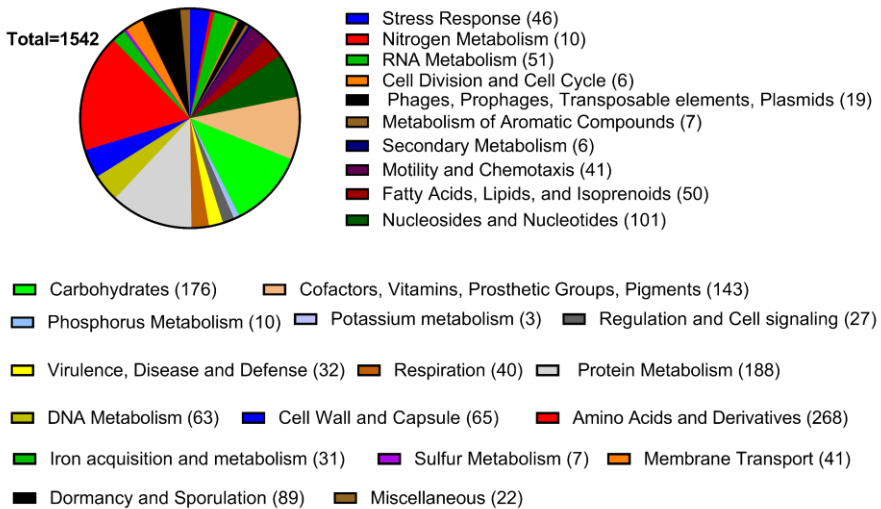 Total=1542
Stress Response (46)
Nitrogen Metabolism (10)
RNA Metabolism (51)
Cell Division and Cell Cycle (6)
Phages, Prophages, Transposable elements, Plasmids (19)
Metabolism of Aromatic Compounds (7)
Secondary Metabolism (6)
Motility and Chemotaxis (41)
Fatty Acids, Lipids, and Isoprenoids (50)
Nucleosides and Nucleotides (101)
Carbohydrates (176) Cofactors, Vitamins, Prosthetic Groups, Pigments (143)
Phosphorus Metabolism (10) Potassium metabolism (3) Regulation and Cell signaling (27)
Virulence, Disease and Defense (32) Respiration (40) Protein Metabolism (188)
DNA Metabolism (63) Cell Wall and Capsule (65) Amino Acids and Derivatives (268)
Iron acquisition and metabolism (31) Sulfur Metabolism (7) Membrane Transport (41)
Dormancy and Sporulation (89) Miscellaneous (22)